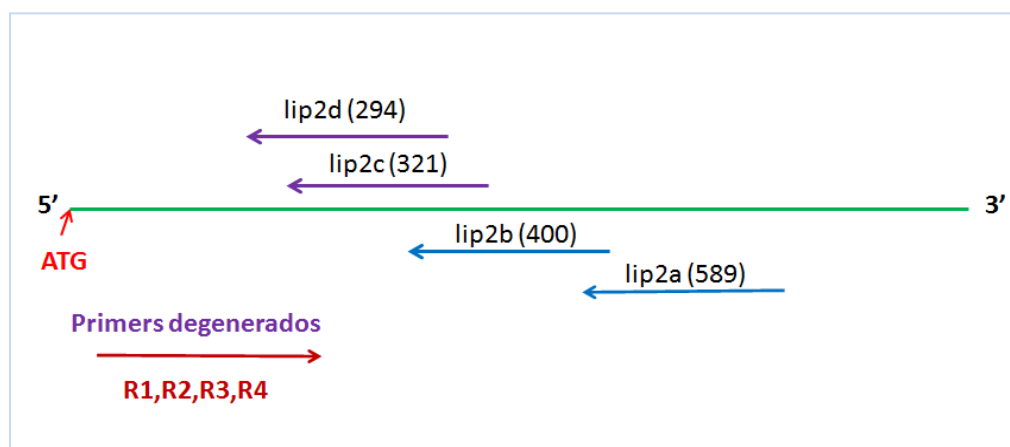 lip2d (294)
lip2c (321)
5’ 3’
lip2b (400)
ATG
lip2a (589)
Primers degenerados
R1,R2,R3,R4